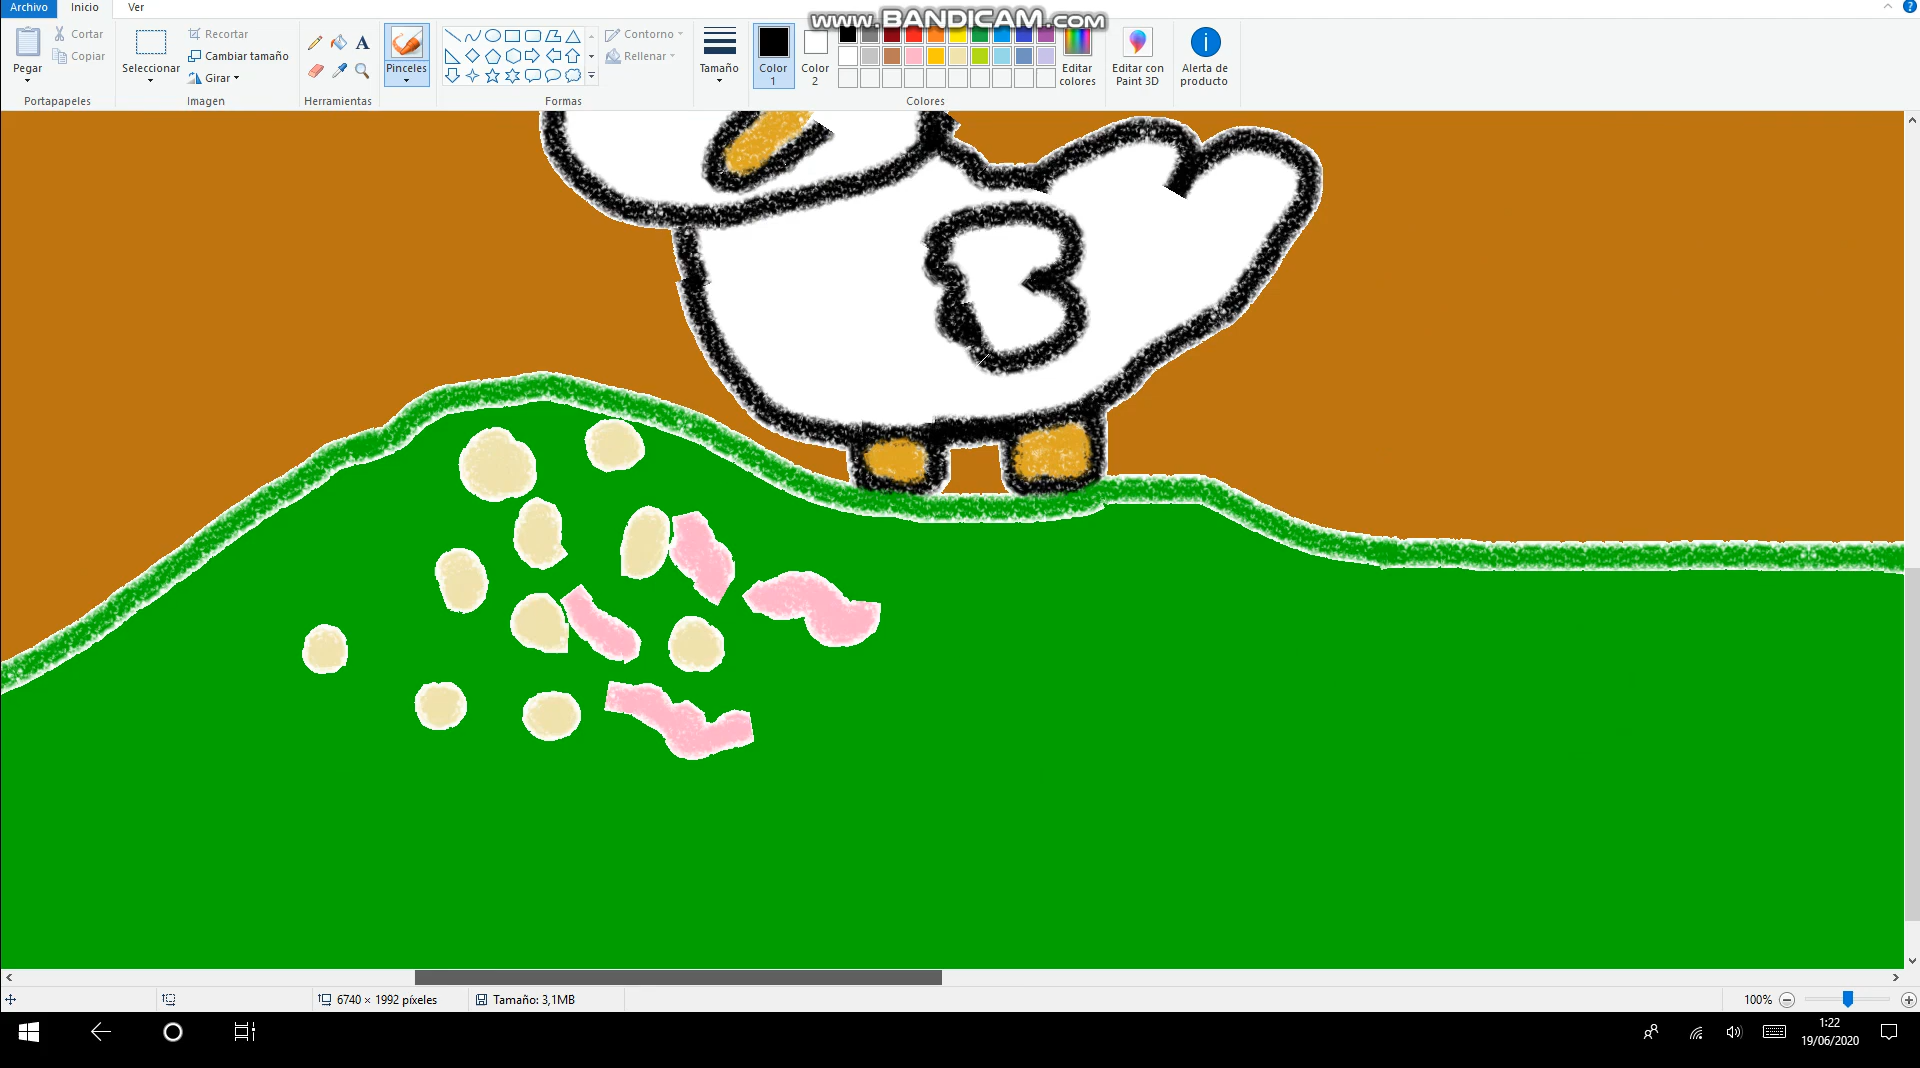 Archivo Inicio Ver
www.BANDICAM.com
Pegar
Cortar
Copiar
Portapapeles
Seleccionar
Recortar
Cambiar tamaño
Girar
Imagen
A
Herramientas
Pinceles
Contorno
Rellenar
Formas
Tamaño
Color
1
Color
2
Editar
colores
Colores
Editar con
Paint 3D
Alerta de
producto
6740 × 1992 píxeles
Tamaño: 3,1MB
100%
1:22
19/06/2020